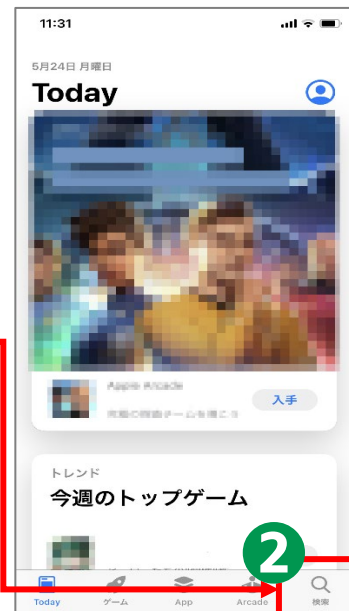 11:31
5月24日 月曜日
Today
Apple Arcade
入手
トレンド
今週のトップゲーム
2
Today
ゲーム
App
Arcade
検索